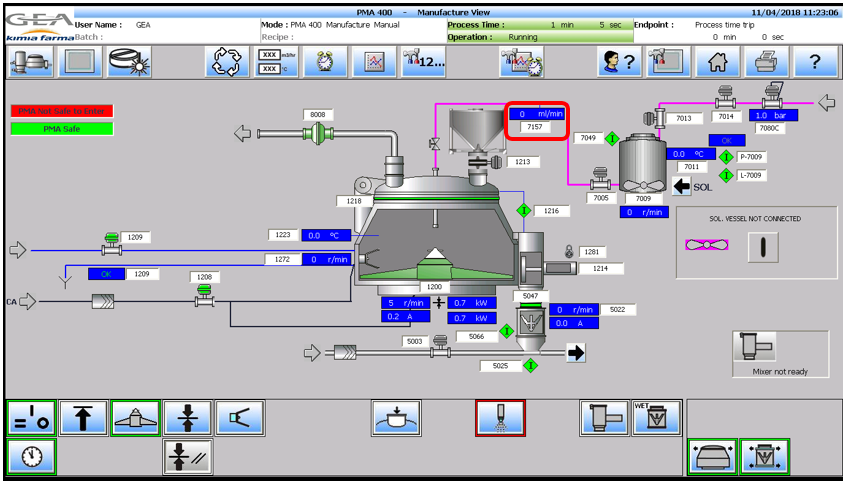 PMA 400 - Manufacture View 11/04/2018 11:23:06
GEA
kimia farma
User Name : GEA
Batch :
Mode : PMA 400 Manufacture Manual
Recipe :
Process Time : 1 min 5 sec
Operation : Running
Endpoint : Process time trip
0 min 0 sec
XXX m3/hr
XXX °C
12...
?
?
PMA not Safe to Enter
PMA Safe
8008
0 ml/min
7157
1213
7049
7013
7014
1.0 bar
7080C
OK
0.0 °C
7011
P-7009
L-7009
SOL
7005
7009
0 r/min
SOL. VESSEL NOT CONNECTED
1218
1216
1209
1223
0.0 °C
1272
0 r/min
OK
1209
1208
CA
1281
1214
1200
5 r/min
0.7 kW
0.2 A
0.7 kW
5047
0 r/min
5022
0.0 A
5066
5003
5025
Mixer not ready
WET